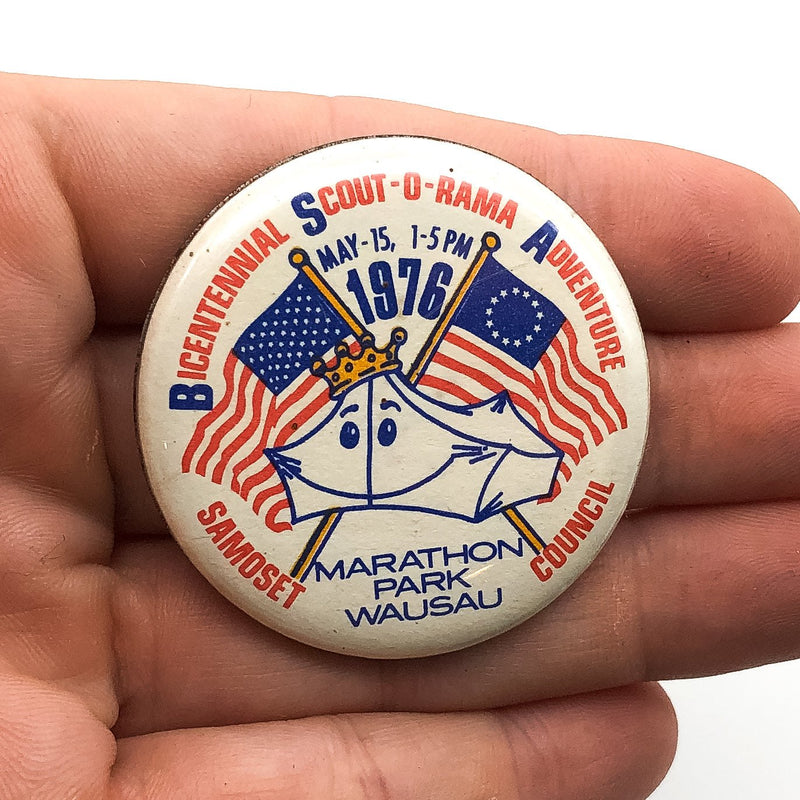 BICENTENNIAL SCOUT-O-RAMA ADVENTURE
MAY-15, 1-5 PM
1976
SAMOSET COUNCIL
MARATHON
PARK
WAUSAU